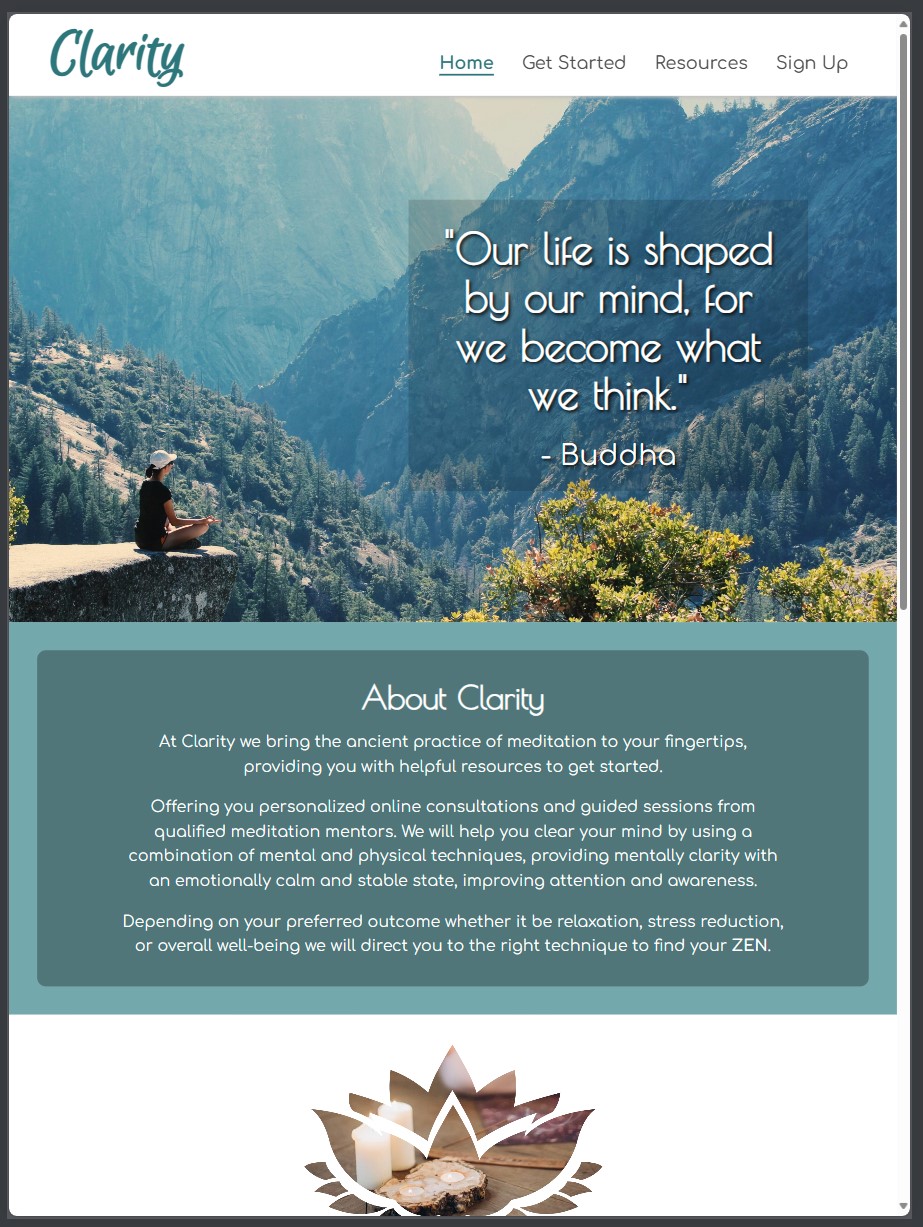 Clarity
Home Get Started Resources Sign Up
"Our life is shaped
by our mind, for
we become what
we think."
- Buddha
About Clarity
At Clarity we bring the ancient practice of meditation to your fingertips,
providing you with helpful resources to get started.
Offering you personalized online consultations and guided sessions from
qualified meditation mentors. We will help you clear your mind by using a
combination of mental and physical techniques, providing mentally clarity with
an emotionally calm and stable state, improving attention and awareness.
Depending on your preferred outcome whether it be relaxation, stress reduction,
or overall well-being we will direct you to the right technique to find your ZEN.